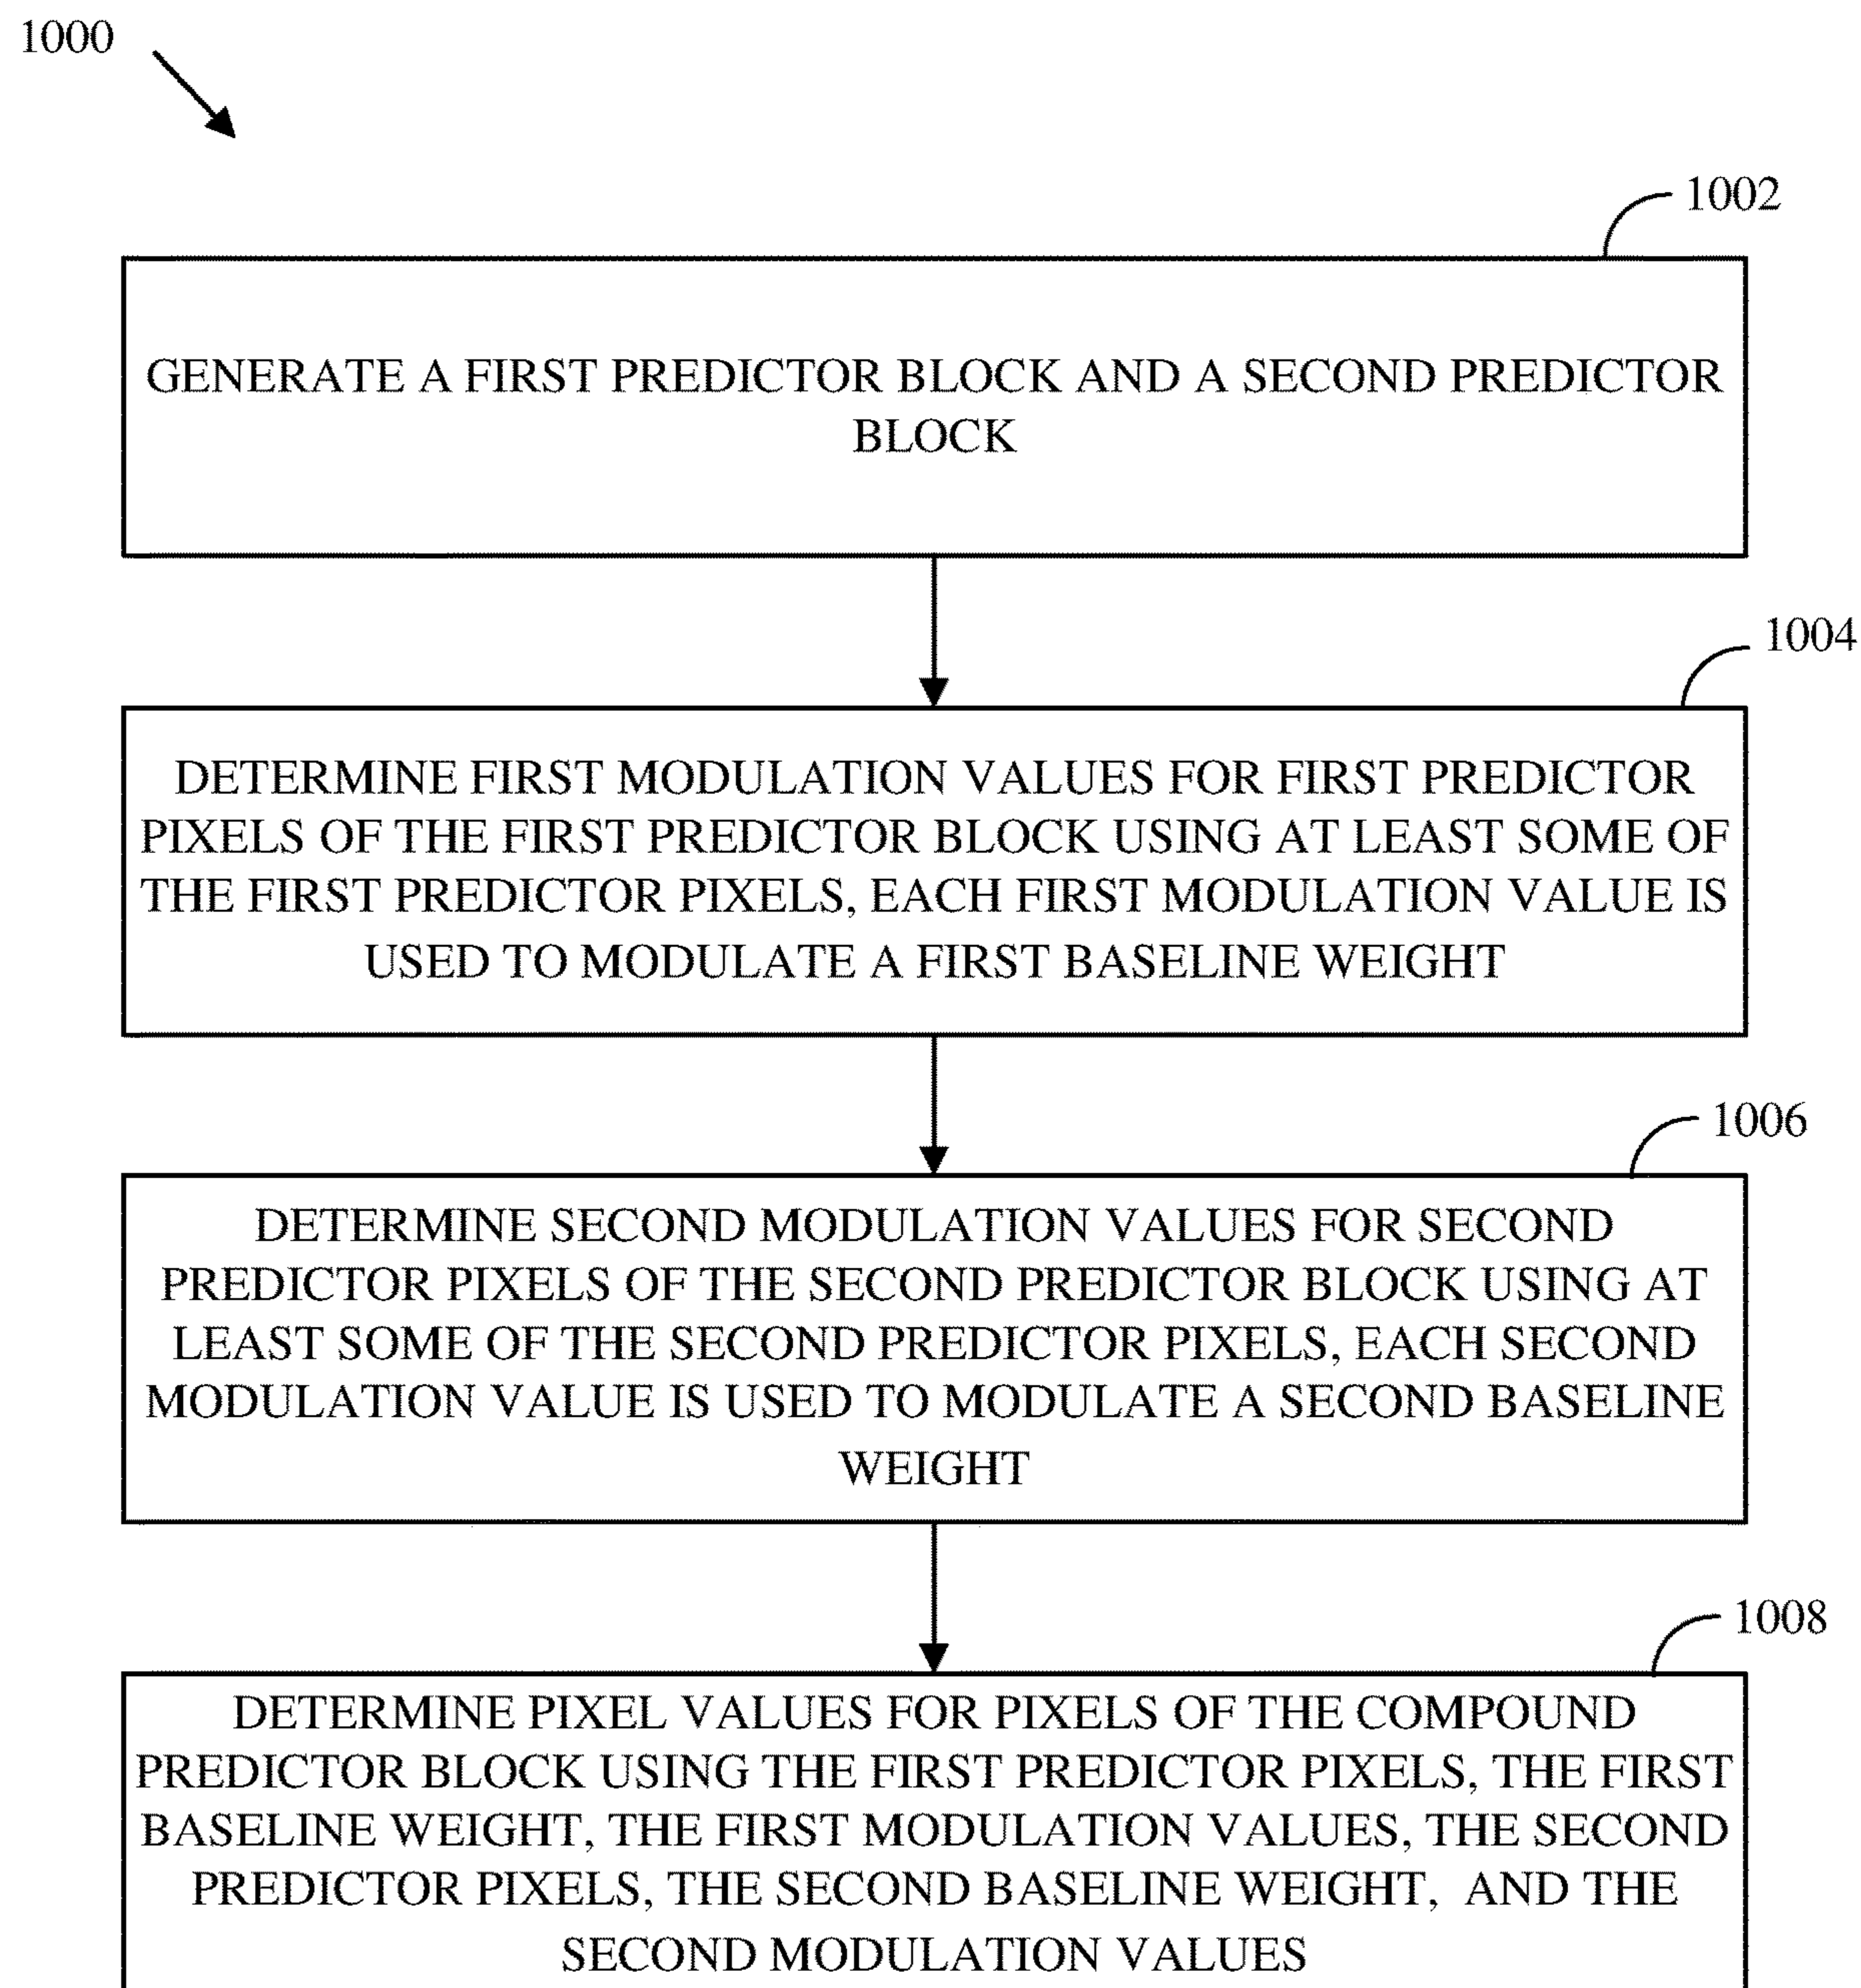 1000
1002
GENERATE A FIRST PREDICTOR BLOCK AND A SECOND PREDICTOR
BLOCK
1004
DETERMINE FIRST MODULATION VALUES FOR FIRST PREDICTOR
PIXELS OF THE FIRST PREDICTOR BLOCK USING AT LEAST SOME OF
THE FIRST PREDICTOR PIXELS, EACH FIRST MODULATION VALUE IS
USED TO MODULATE A FIRST BASELINE WEIGHT
1006
DETERMINE SECOND MODULATION VALUES FOR SECOND
PREDICTOR PIXELS OF THE SECOND PREDICTOR BLOCK USING AT
LEAST SOME OF THE SECOND PREDICTOR PIXELS, EACH SECOND
MODULATION VALUE IS USED TO MODULATE A SECOND BASELINE
WEIGHT
1008
DETERMINE PIXEL VALUES FOR PIXELS OF THE COMPOUND
PREDICTOR BLOCK USING THE FIRST PREDICTOR PIXELS, THE FIRST
BASELINE WEIGHT, THE FIRST MODULATION VALUES, THE SECOND
PREDICTOR PIXELS, THE SECOND BASELINE WEIGHT, AND THE
SECOND MODULATION VALUES